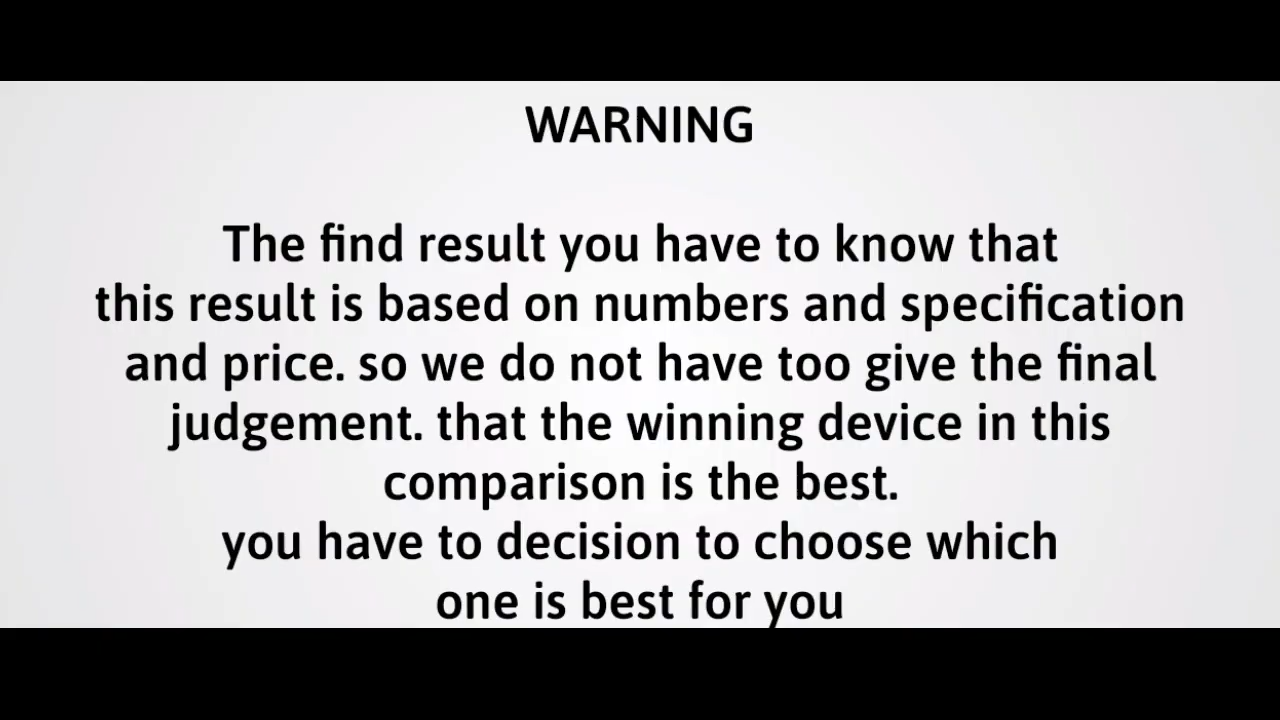 WARNING
The find result you have to know that
this result is based on numbers and specification
and price. so we do not have too give the final
judgement. that the winning device in this
comparison is the best.
you have to decision to choose which
one is best for you